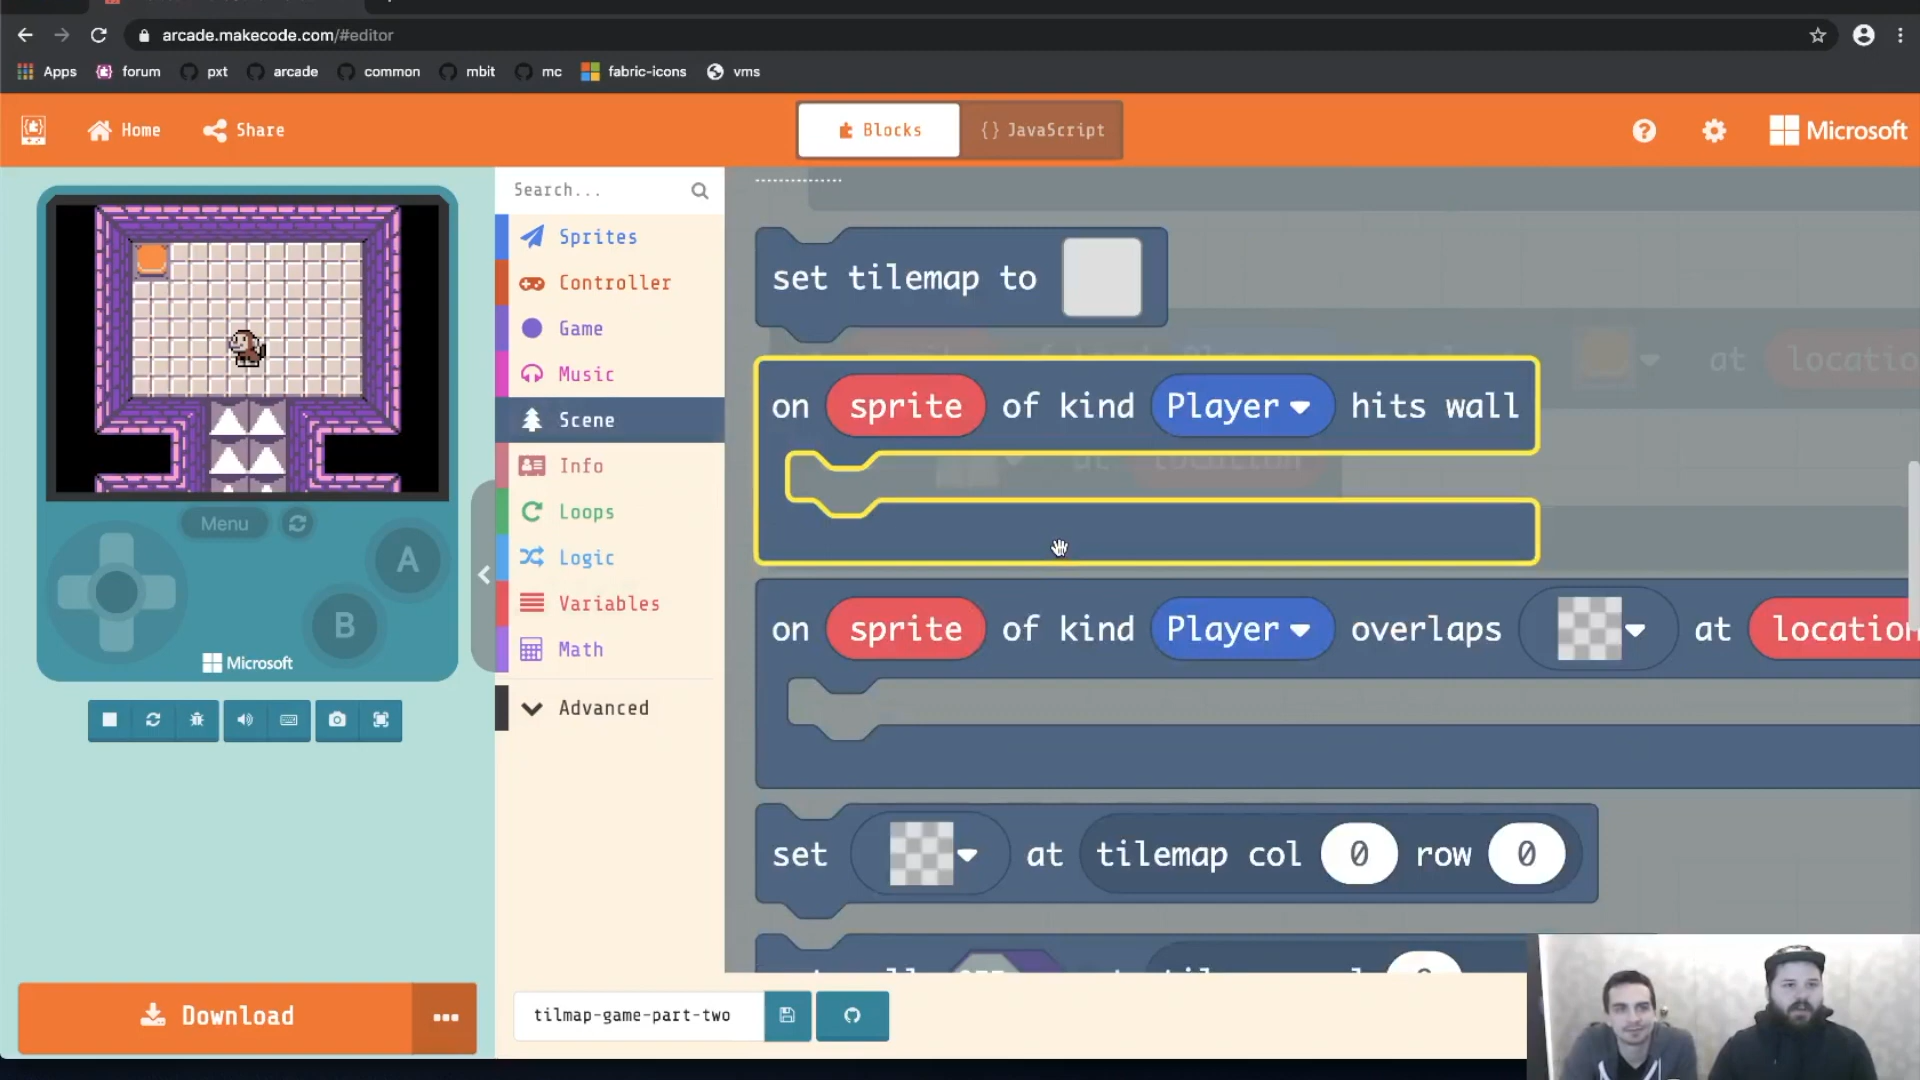 arcade.makecode.com/#editor
Apps forum pxt arcade common mbit mc fabric-icons vms
Home Share Blocks {} JavaScript Microsoft
Search...
Sprites
Controller
Game
Music
Scene
Info
Loops
Logic
Variables
Math
Advanced
Menu
A
B
Microsoft
set tilemap to
on sprite of kind Player hits wall
at location
on sprite of kind Player overlaps at location
set at tilemap col 0 row 0
Download
tilmap-game-part-two